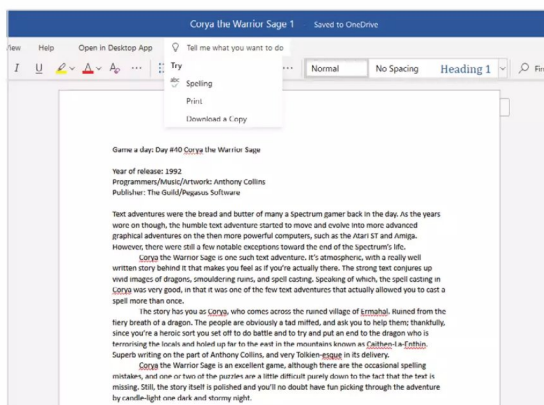 Corya the Warrior Sage 1 Saved to OneDrive
View Help Open in Desktop App Tell me what you want to do
I U A A ... ... Normal No Spacing Heading 1
Try
abc Spelling
Print
Download a Copy
Game a day: Day #40 Corya the Warrior Sage
Year of release: 1992
Programmers/Music/Artwork: Anthony Collins
Publisher: The Guild/Pegasus Software
Text adventures were the bread and butter of many a Spectrum gamer back in the day. As the years
wore on though, the humble text adventure started to move and evolve into more advanced
graphical adventures on the then more powerful computers, such as the Atari ST and Amiga.
However, there were still a few notable exceptions toward the end of the Spectrum's life.
Corya the Warrior Sage is one such text adventure. It's atmospheric, with a really well
written story behind it that makes you feel as if you're actually there. The strong text conjures up
vivid images of dragons, smouldering ruins, and spell casting. Speaking of which, the spell casting in
Corya was very good, in that it was one of the few text adventures that actually allowed you to cast a
spell more than once.
The story has you as Corya, who comes across the ruined village of Ermahal. Ruined from the
fiery breath of a dragon. The people are obviously a tad miffed, and ask you to help them; thankfully,
since you're a heroic sort you set off to do battle and to try and put an end to the dragon who is
terrorising the locals and holed up far to the east in the mountains known as Caithen-La-Enthin.
Superb writing on the part of Anthony Collins, and very Tolkien-esque in its delivery.
Corya the Warrior Sage is an excellent game, although there are the occasional spelling
mistakes, and one or two of the puzzles are a little difficult purely down to the fact that the text is
missing. Still, the story itself is polished and you'll no doubt have fun picking through the adventure
by candle-light one dark and stormy night.